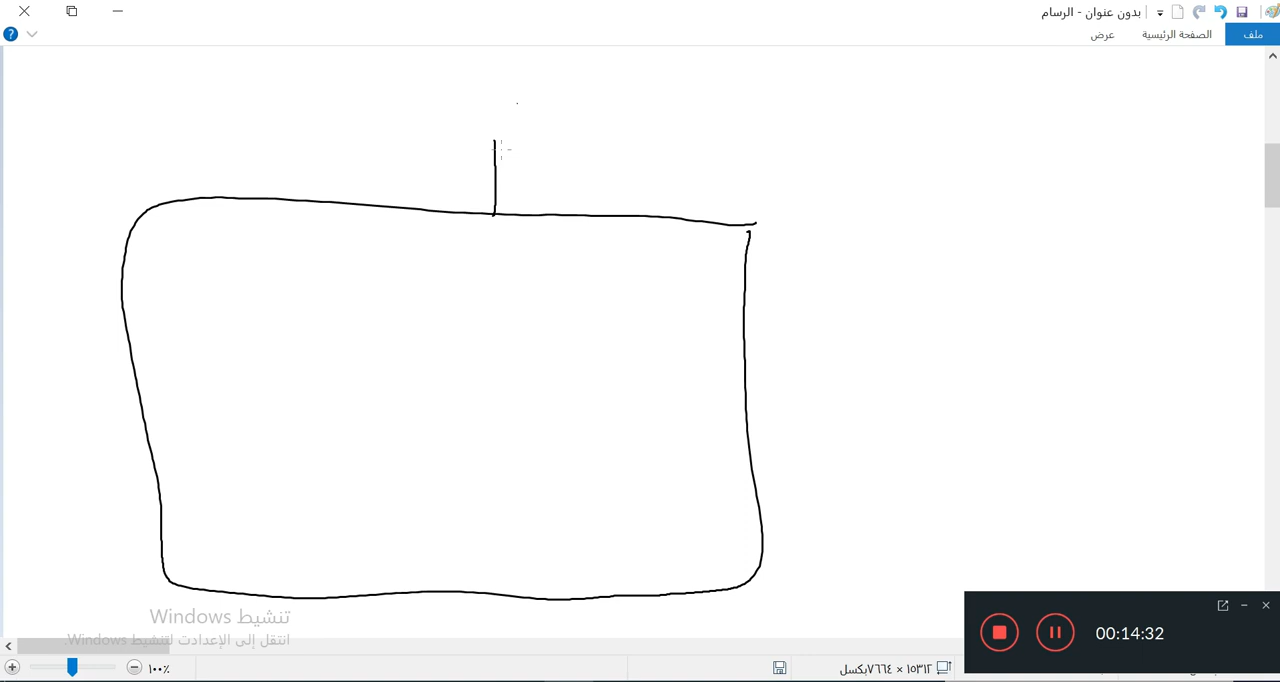 بدون عنوان - الرسام
ملف
الصفحة الرئيسية
عرض
تنشيط Windows
انتقل إلى الإعدادت لتنشيط Windows.
00:14:32
١٥٣١٢ × ٧٦٦٤بكسل
١٠٠٪